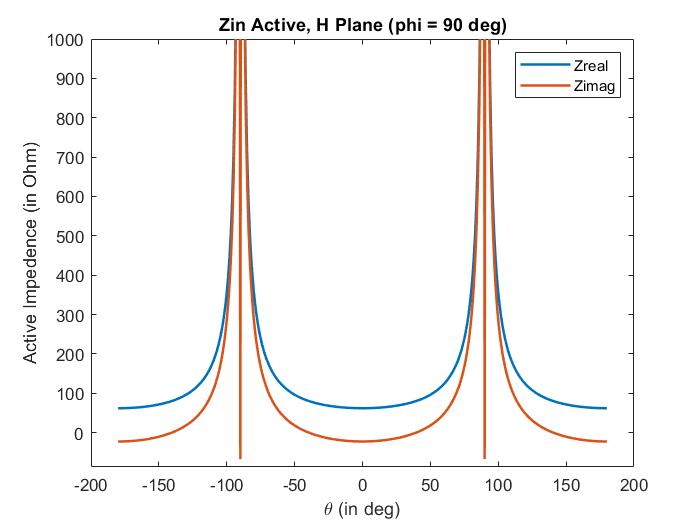 Zin Active, H Plane (phi = 90 deg)
1000
900
800
700
600
500
400
300
200
100
0
Active Impedence (in Ohm)
Zreal
Zimag
-200 -150 -100 -50 0 50 100 150 200
θ (in deg)